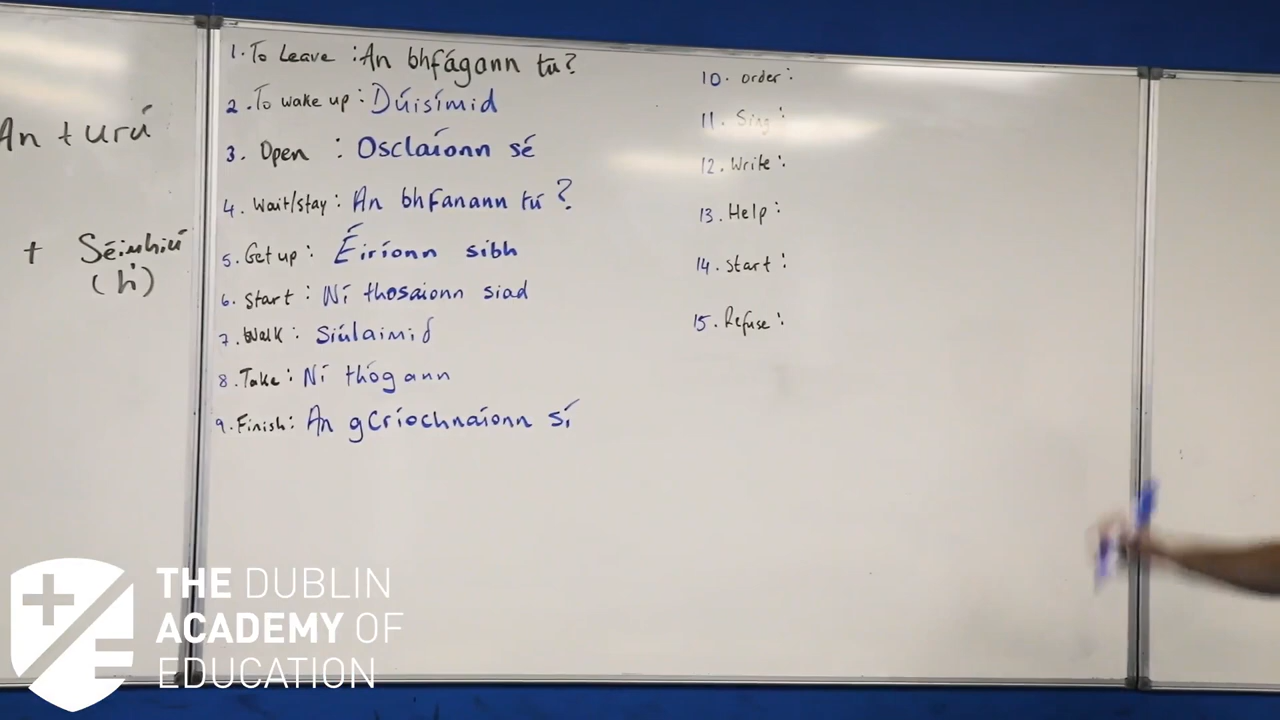 An + urú
+ Séimhiú
(h)
1. To Leave : An bhfágann tú?
2. To wake up : Dúisímid
3. Open : Osclaíonn sé
4. Wait/stay : An bhfanann tú ?
5. Get up : Éiríonn sibh
6. Start : Ní thosaíonn siad
7. Walk : Siúlaimid
8. Take : Ní thógann
9. Finish : An gCríochnaíonn sí
10. order :
11. Sing :
12. Write :
13. Help :
14. Start :
15. Refuse :
THE DUBLIN
ACADEMY OF
EDUCATION